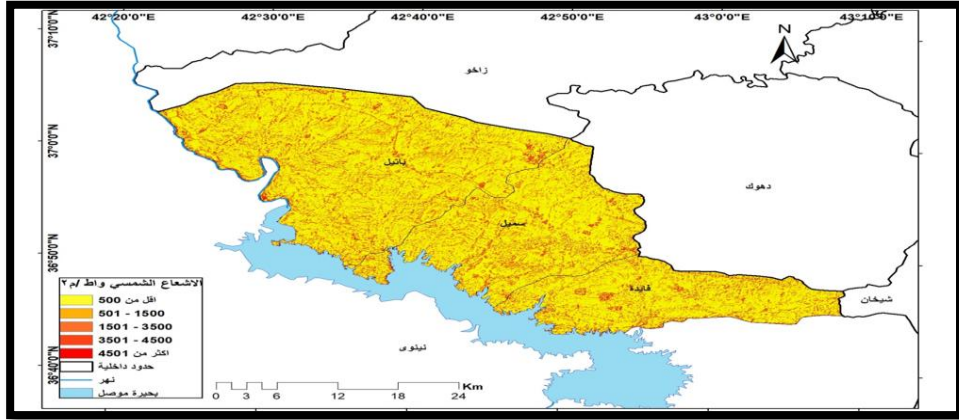 42°20'0"E 42°30'0"E 42°40'0"E 42°50'0"E 43°0'0"E 43°10'0"E
37°10'0"N
37°0'0"N
36°50'0"N
36°40'0"N
N
زاخو
باتيل
دهوك
سميل
فايدة
شيخان
نينوى
الاشعاع الشمسي واط /م٢
اقل من 500
501 - 1500
1501 - 3500
3501 - 4500
اكثر من 4501
حدود داخلية
نهر
بحيرة موصل
Km
0 3 6 12 18 24